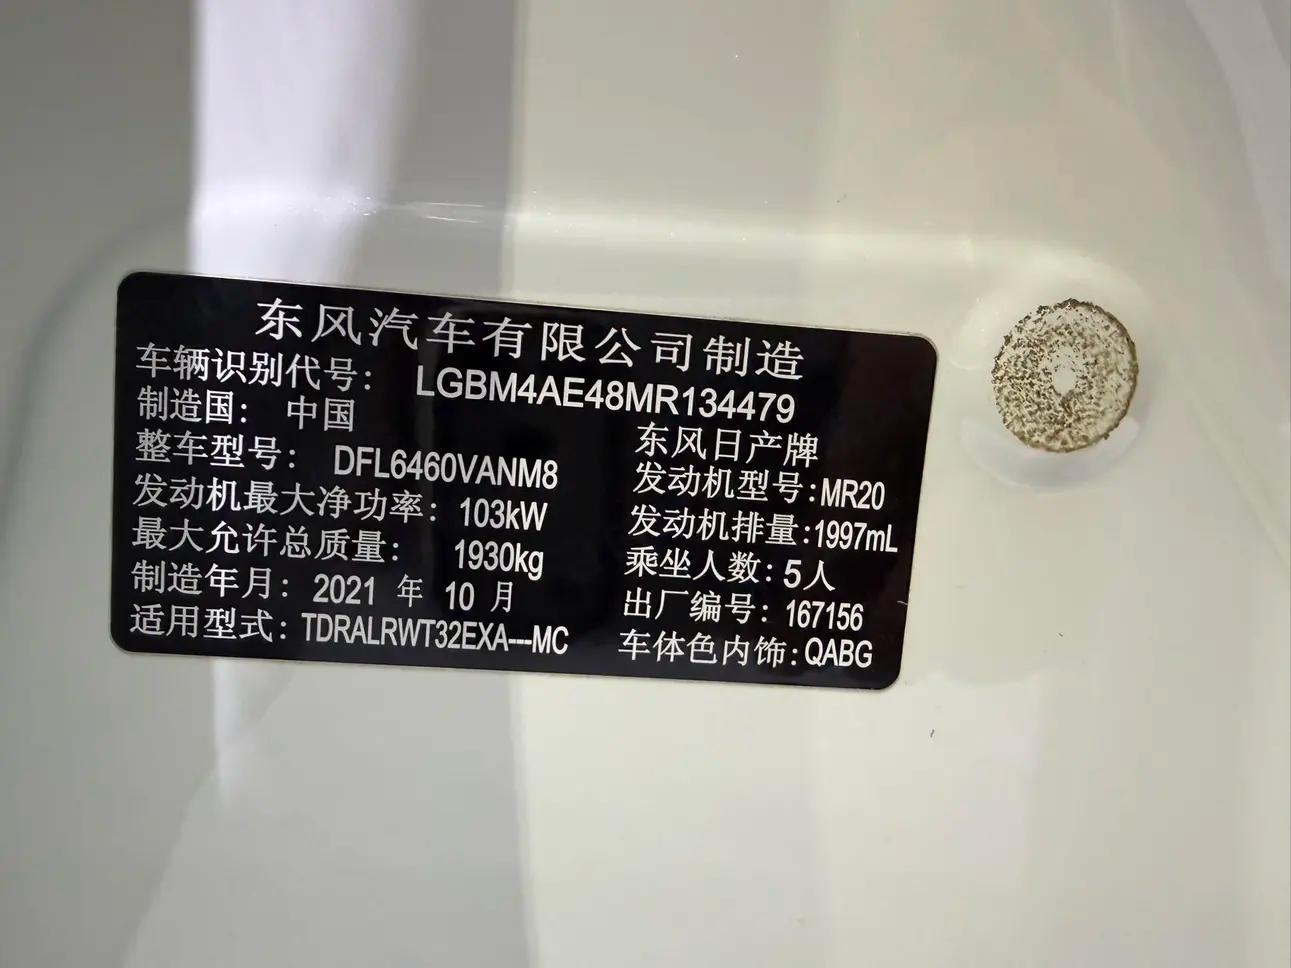 东风汽车有限公司制造
车辆识别代号: LGBM4AE48MR134479
制造国: 中国 东风日产牌
整车型号: DFL6460VANM8 发动机型号:MR20
发动机最大净功率: 103kW 发动机排量:1997mL
最大允许总质量: 1930kg 乘坐人数:5人
制造年月: 2021 年 10 月 出厂编号: 167156
适用型式: TDRALRWT32EXA---MC 车体色内饰:QABG